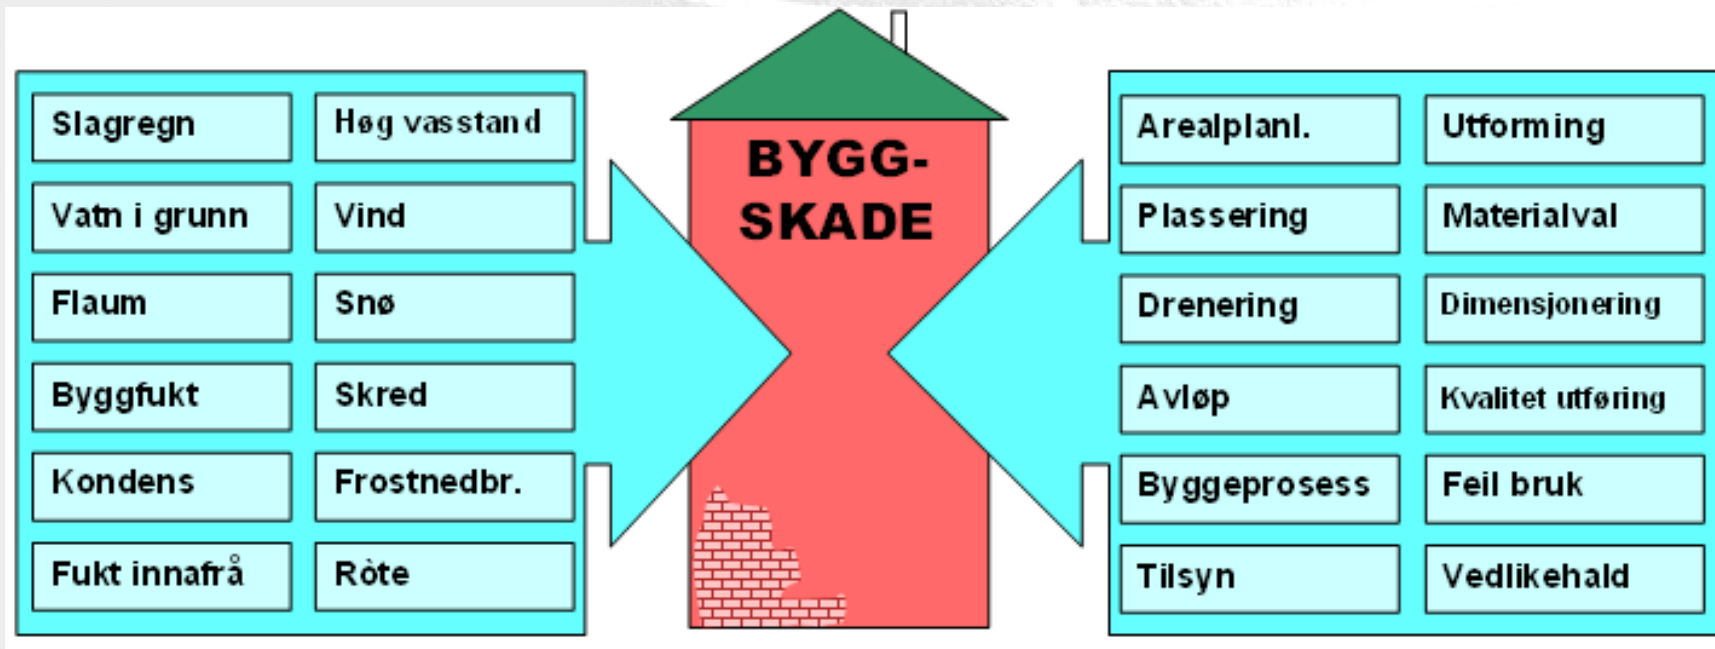 Slagregn
Høg vasstand
Vatn i grunn
Vind
Flaum
Snø
Byggfukt
Skred
Kondens
Frostnedbr.
Fukt innafrå
Ròte
BYGG-
SKADE
Arealplanl.
Utforming
Plassering
Materialval
Drenering
Dimensjonering
Avløp
Kvalitet utføring
Byggeprosess
Feil bruk
Tilsyn
Vedlikehald